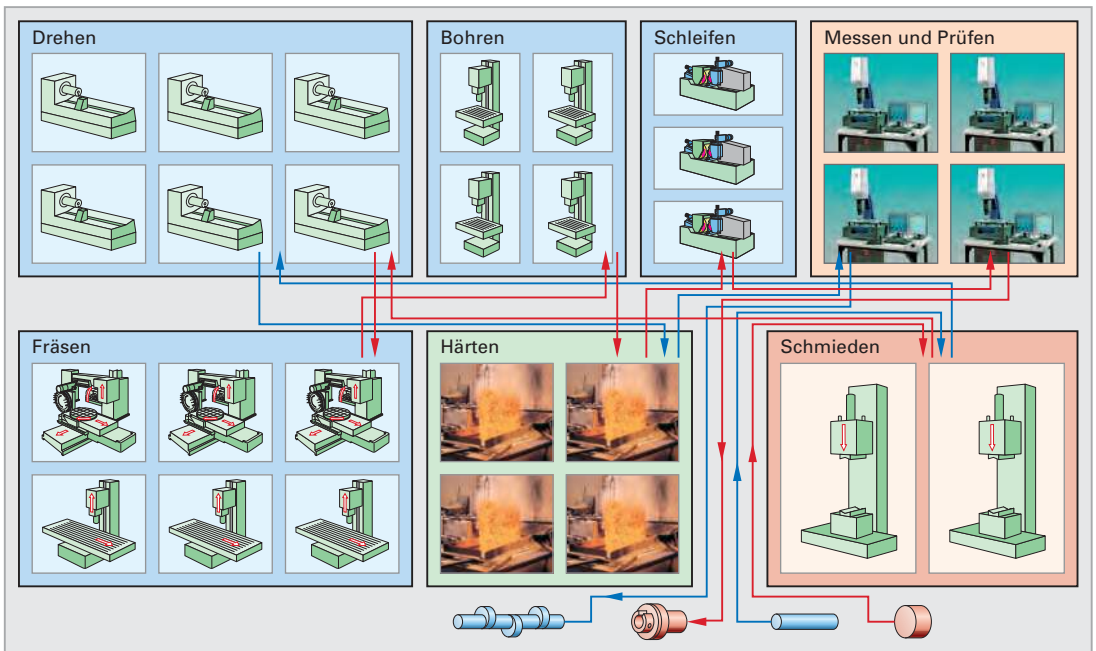 Drehen
Bohren
Schleifen
Messen und Prüfen
Fräsen
Härten
Schmieden